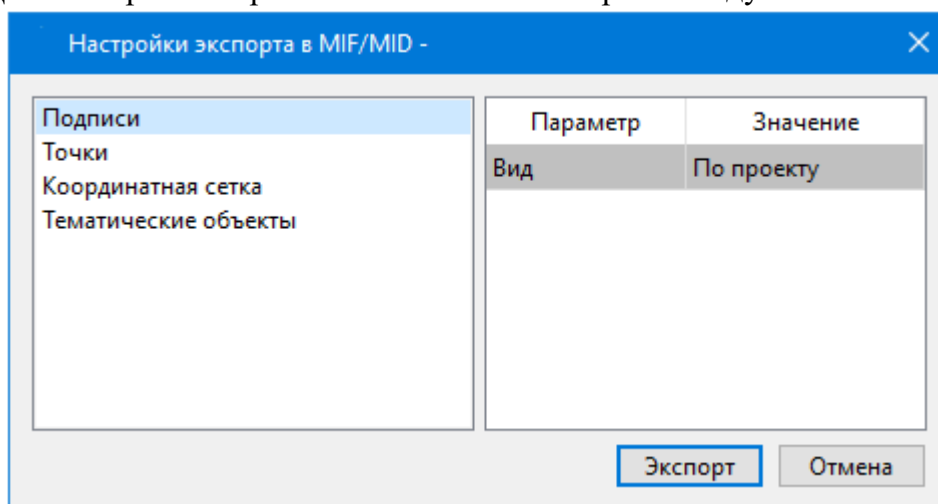 Настройки экспорта в MIF/MID -
Подписи
Точки
Координатная сетка
Тематические объекты
Параметр Значение
Вид По проекту
Экспорт Отмена